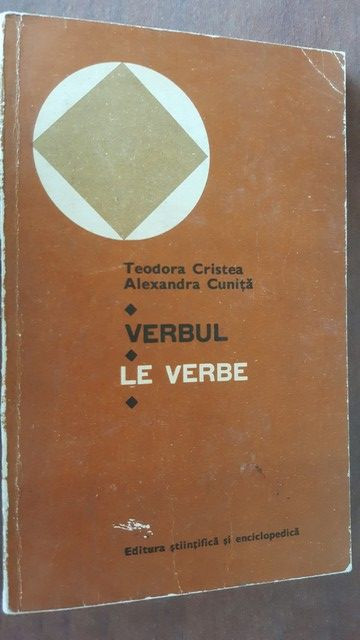 Teodora Cristea
Alexandra Cuniță
VERBUL
LE VERBE
Editura științifică și enciclopedică